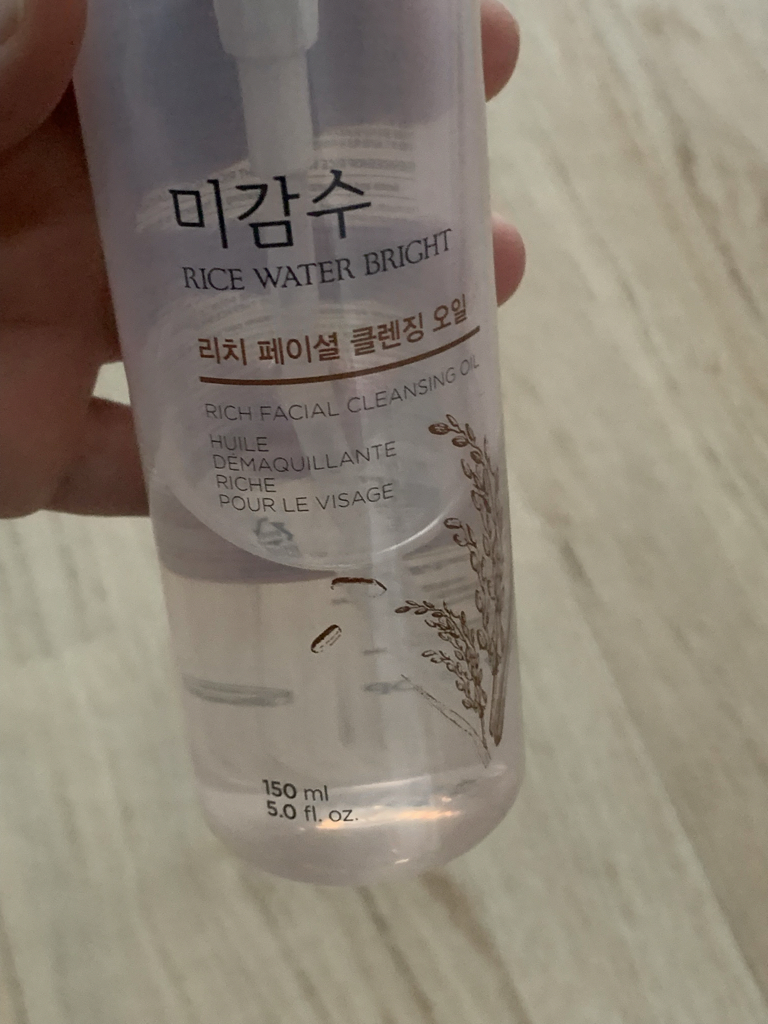 미감수
RICE WATER BRIGHT
리치 페이셜 클렌징 오일
RICH FACIAL CLEANSING OIL
HUILE
DÉMAQUILLANTE
RICHE
POUR LE VISAGE
150 ml
5.0 fl. oz.